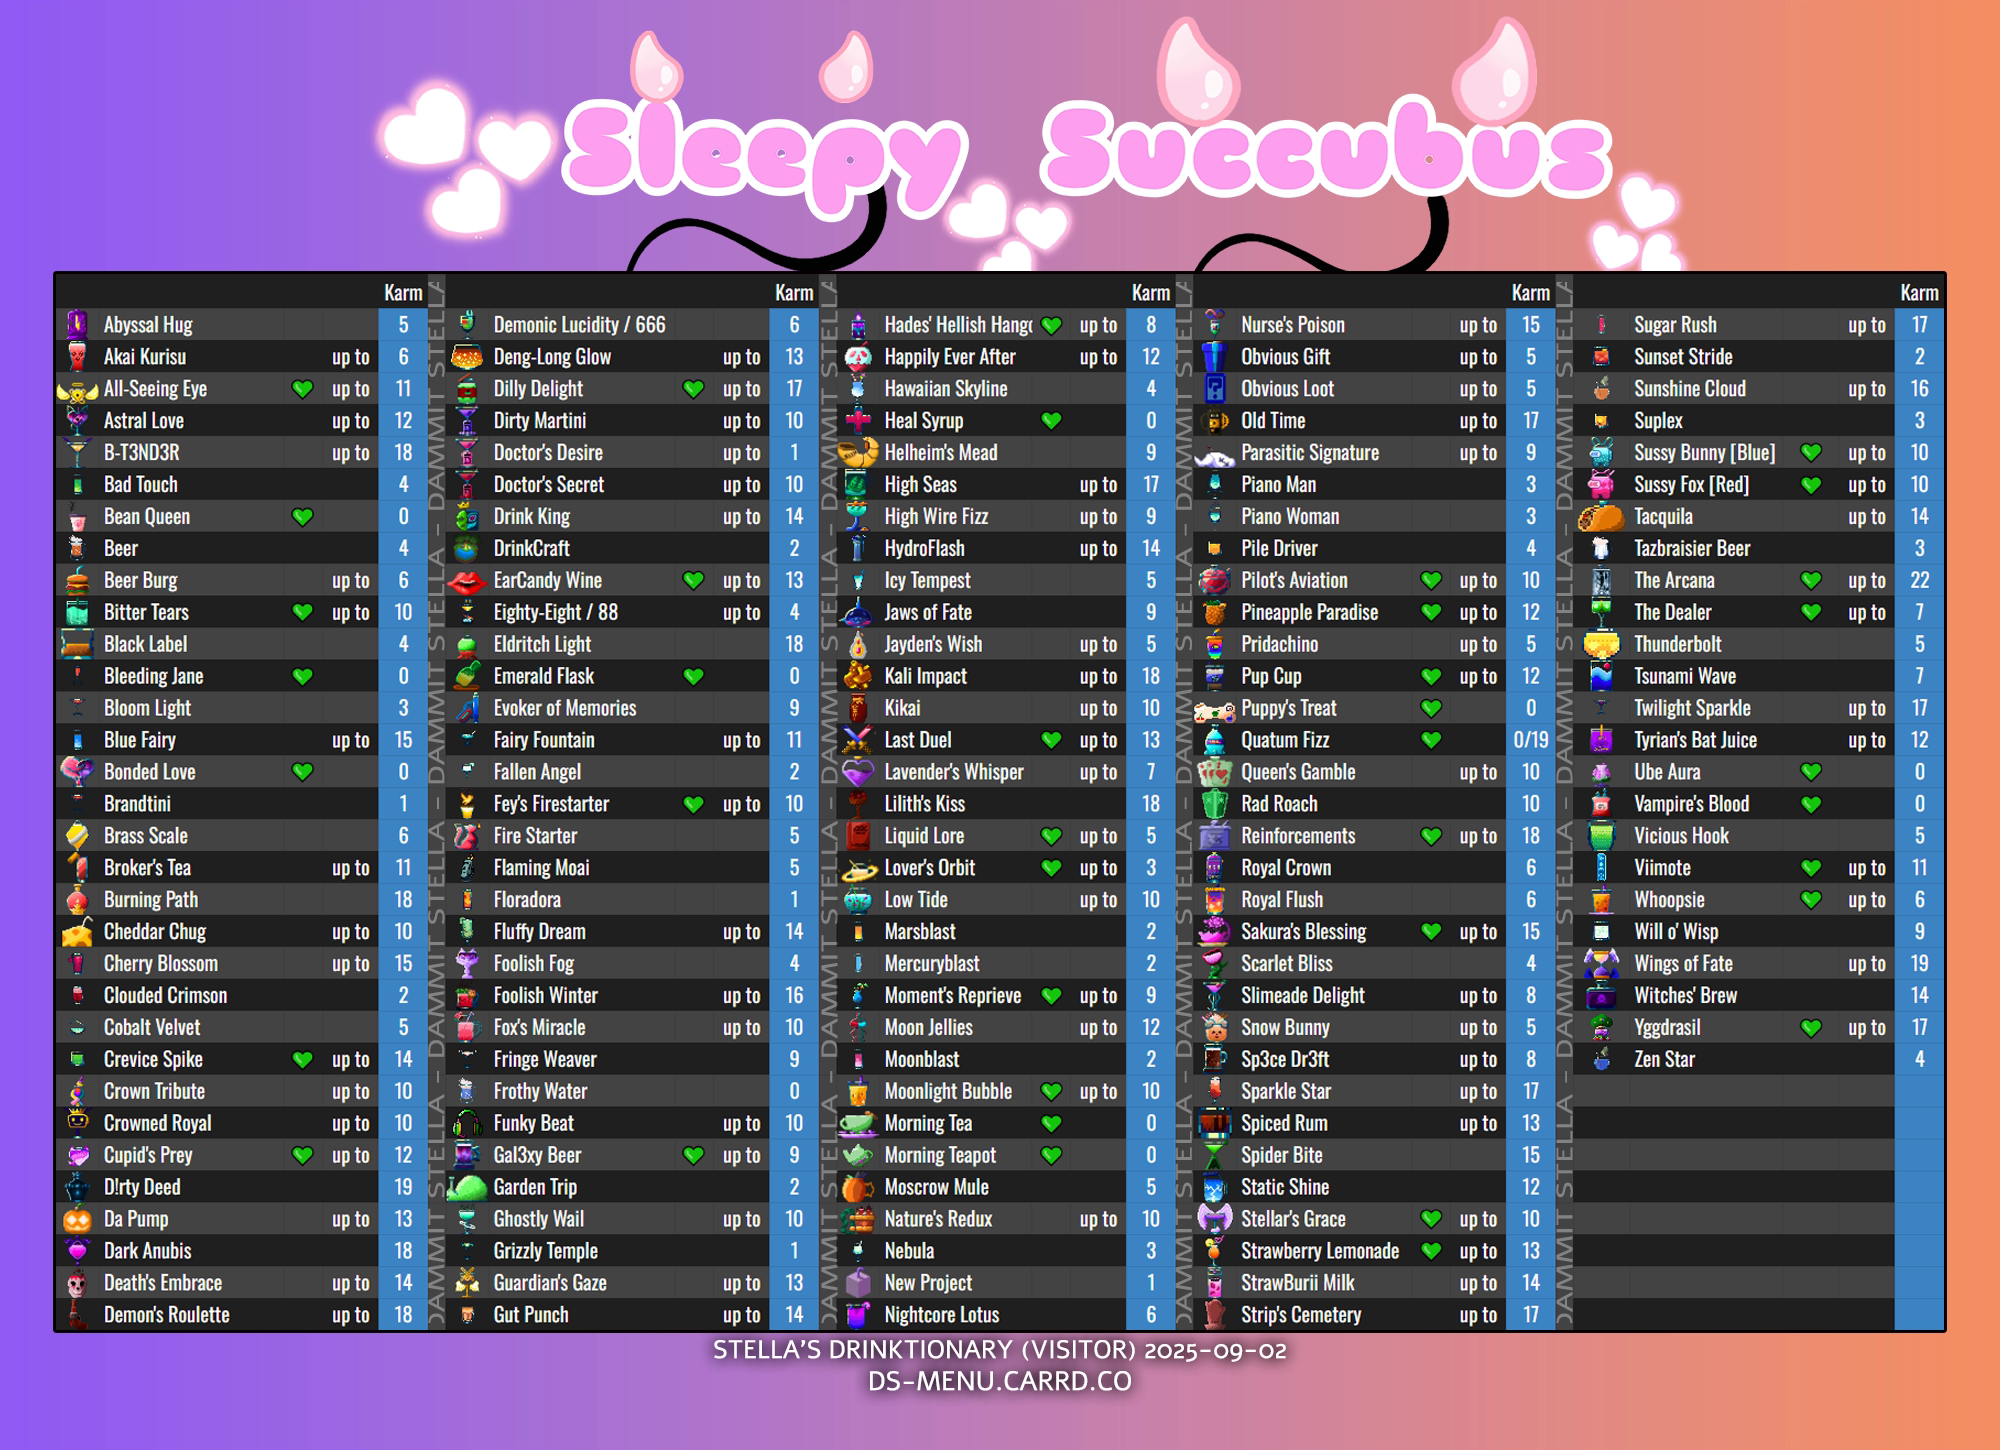 Sleepy Succubus
Karm
Abyssal Hug 5
Akai Kurisu up to 6
All-Seeing Eye up to 11
Astral Love up to 12
B-T3ND3R up to 18
Bad Touch 4
Bean Queen 0
Beer 4
Beer Burg up to 6
Bitter Tears up to 10
Black Label 4
Bleeding Jane 0
Bloom Light 3
Blue Fairy up to 15
Bonded Love 0
Brandtini 1
Brass Scale 6
Broker's Tea up to 11
Burning Path 18
Cheddar Chug up to 10
Cherry Blossom up to 15
Clouded Crimson 2
Cobalt Velvet 5
Crevice Spike up to 14
Crown Tribute up to 10
Crowned Royal up to 10
Cupid's Prey up to 12
D!rty Deed 19
Da Pump up to 13
Dark Anubis 18
Death's Embrace up to 14
Demon's Roulette up to 18
STELLA - DAMMIT STELLA - DAMMIT STELLA - DAMMIT
Karm
Demonic Lucidity / 666 6
Deng-Long Glow up to 13
Dilly Delight up to 17
Dirty Martini up to 10
Doctor's Desire up to 1
Doctor's Secret up to 10
Drink King up to 14
DrinkCraft 2
EarCandy Wine up to 13
Eighty-Eight / 88 up to 4
Eldritch Light 18
Emerald Flask 0
Evoker of Memories 9
Fairy Fountain up to 11
Fallen Angel 2
Fey's Firestarter up to 10
Fire Starter 5
Flaming Moai 5
Floradora 1
Fluffy Dream up to 14
Foolish Fog 4
Foolish Winter up to 16
Fox's Miracle up to 10
Fringe Weaver 9
Frothy Water 0
Funky Beat up to 10
Gal3xy Beer up to 9
Garden Trip 2
Ghostly Wail up to 10
Grizzly Temple 1
Guardian's Gaze up to 13
Gut Punch up to 14
STELLA - DAMMIT STELLA - DAMMIT STELLA - DAMMIT
Karm
Hades' Hellish Hang up to 8
Happily Ever After up to 12
Hawaiian Skyline 4
Heal Syrup 0
Helheim's Mead 9
High Seas up to 17
High Wire Fizz up to 9
HydroFlash up to 14
Icy Tempest 5
Jaws of Fate 9
Jayden's Wish up to 5
Kali Impact up to 18
Kikai up to 10
Last Duel up to 13
Lavender's Whisper up to 7
Lilith's Kiss 18
Liquid Lore up to 5
Lover's Orbit up to 3
Low Tide up to 10
Marsblast 2
Mercuryblast 2
Moment's Reprieve up to 9
Moon Jellies up to 12
Moonblast 2
Moonlight Bubble up to 10
Morning Tea 0
Morning Teapot 0
Moscrow Mule 5
Nature's Redux up to 10
Nebula 3
New Project 1
Nightcore Lotus 6
STELLA - DAMMIT STELLA - DAMMIT STELLA - DAMMIT
Karm
Nurse's Poison up to 15
Obvious Gift up to 5
Obvious Loot up to 5
Old Time up to 17
Parasitic Signature up to 9
Piano Man 3
Piano Woman 3
Pile Driver 4
Pilot's Aviation up to 10
Pineapple Paradise up to 12
Pridachino up to 5
Pup Cup up to 12
Puppy's Treat 0
Quatum Fizz 0/19
Queen's Gamble up to 10
Rad Roach 10
Reinforcements up to 18
Royal Crown 6
Royal Flush 6
Sakura's Blessing up to 15
Scarlet Bliss 4
Slimeade Delight up to 8
Snow Bunny up to 5
Sp3ce Dr3ft up to 8
Sparkle Star up to 17
Spiced Rum up to 13
Spider Bite 15
Static Shine 12
Stellar's Grace up to 10
Strawberry Lemonade up to 13
StrawBurii Milk up to 14
Strip's Cemetery up to 17
STELLA - DAMMIT STELLA - DAMMIT STELLA - DAMMIT
Karm
Sugar Rush up to 17
Sunset Stride 2
Sunshine Cloud up to 16
Suplex 3
Sussy Bunny [Blue] up to 10
Sussy Fox [Red] up to 10
Tacquila up to 14
Tazbraisier Beer 3
The Arcana up to 22
The Dealer up to 7
Thunderbolt 5
Tsunami Wave 7
Twilight Sparkle up to 17
Tyrian's Bat Juice up to 12
Ube Aura 0
Vampire's Blood 0
Vicious Hook 5
Viimote up to 11
Whoopsie up to 6
Will o' Wisp 9
Wings of Fate up to 19
Witches' Brew 14
Yggdrasil up to 17
Zen Star 4
STELLA'S DRINKTIONARY (VISITOR) 2025-09-02
DS-MENU.CARRD.CO